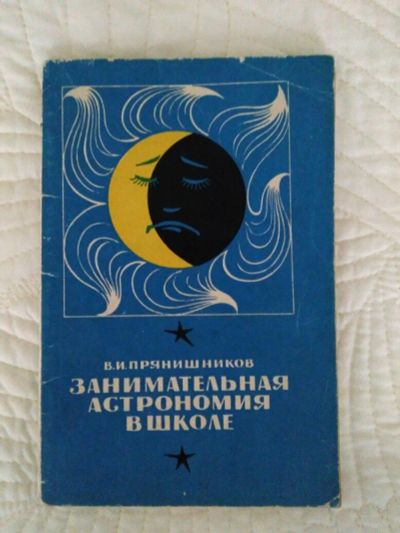 В.И.ПРЯНИШНИКОВ
ЗАНИМАТЕЛЬНАЯ
АСТРОНОМИЯ
В ШКОЛЕ